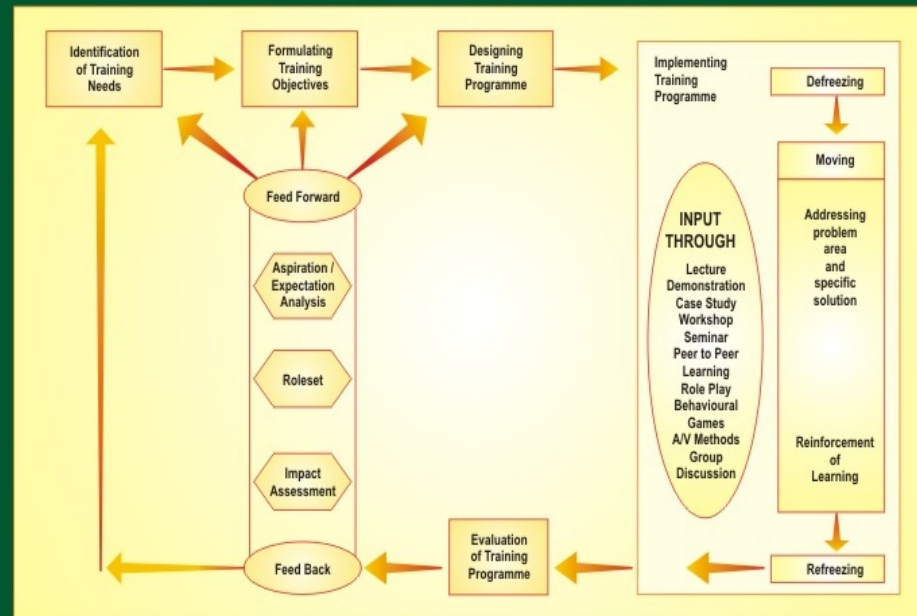 Identification
of Training
Needs
Formulating
Training
Objectives
Designing
Training
Programme
Implementing
Training
Programme
Defreezing
Moving
Addressing
problem
area
and
specific
solution
Reinforcement
of
Learning
Refreezing
INPUT
THROUGH
Lecture
Demonstration
Case Study
Workshop
Seminar
Peer to Peer
Learning
Role Play
Behavioural
Games
A/V Methods
Group
Discussion
Feed Forward
Aspiration /
Expectation
Analysis
Roleset
Impact
Assessment
Feed Back
Evaluation
of Training
Programme